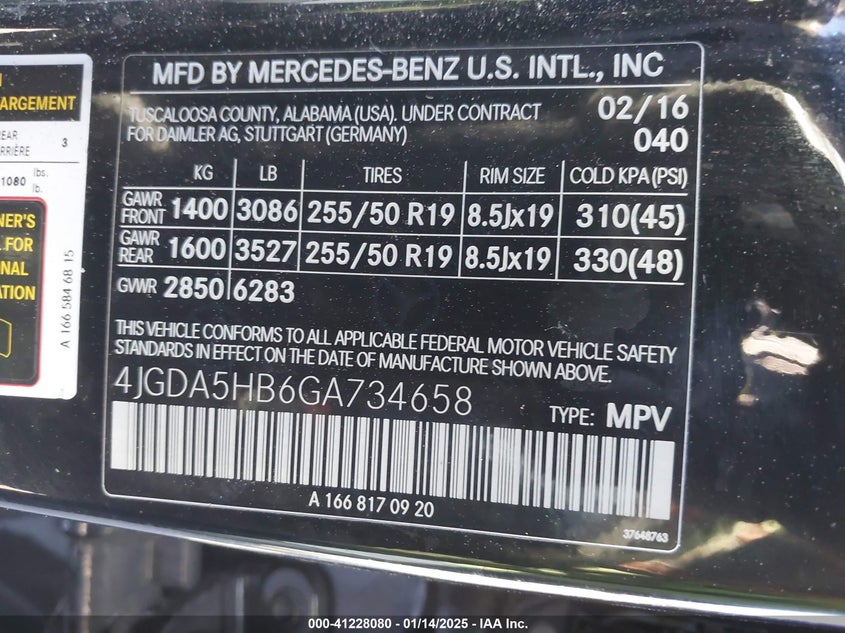 N
ARGEMENT
REAR
RRIÈRE 3
1080 lbs.
lb.
NER'S
L FOR
ONAL
ATION
A 166 584 68 15
MFD BY MERCEDES-BENZ U.S. INTL., INC
TUSCALOOSA COUNTY, ALABAMA (USA). UNDER CONTRACT
FOR DAIMLER AG, STUTTGART (GERMANY)
02/16
040
KG LB TIRES RIM SIZE COLD KPA (PSI)
GAWR FRONT 1400 3086 255/50 R19 8.5Jx19 310(45)
GAWR REAR 1600 3527 255/50 R19 8.5Jx19 330(48)
GVWR 2850 6283
THIS VEHICLE CONFORMS TO ALL APPLICABLE FEDERAL MOTOR VEHICLE SAFETY
STANDARDS IN EFFECT ON THE DATE OF MANUFACTURE SHOWN ABOVE.
4JGDA5HB6GA734658
TYPE: MPV
A 166 817 09 20
37648763
000-41228080 - 01/14/2025 - IAA Inc.